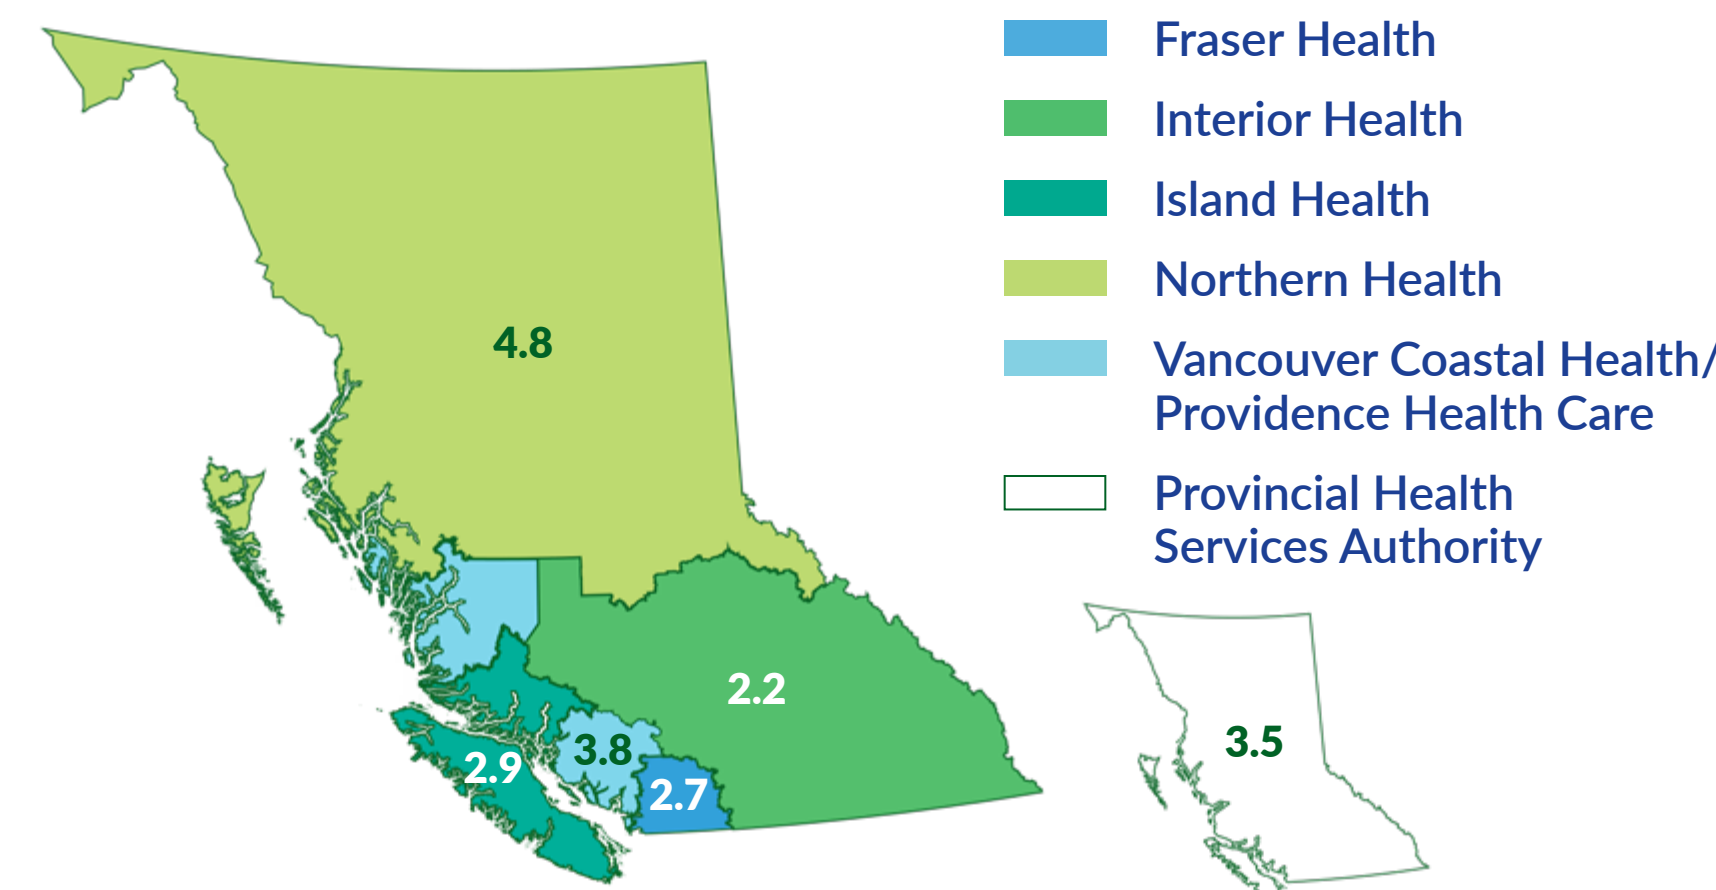 Fraser Health
Interior Health
Island Health
Northern Health
Vancouver Coastal Health/
Providence Health Care
Provincial Health
Services Authority
4.8
2.2
3.8
2.9
2.7
3.5